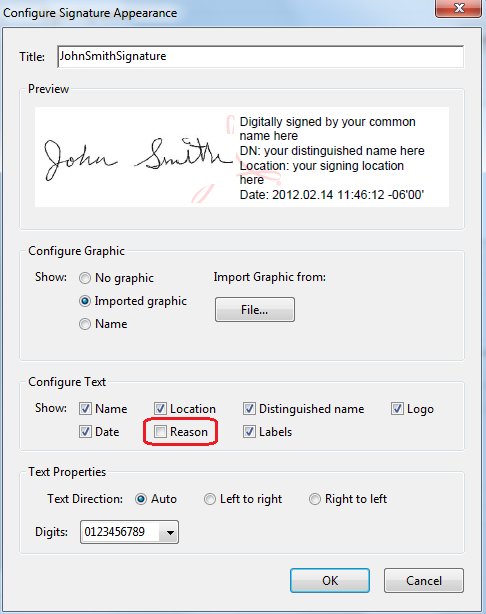 Configure Signature Appearance
Title: JohnSmithSignature
Preview
John Smith
Digitally signed by your common
name here
DN: your distinguished name here
Location: your signing location
here
Date: 2012.02.14 11:46:12 -06'00'
Configure Graphic
Show: No graphic Import Graphic from:
Imported graphic File...
Name
Configure Text
Show: Name Location Distinguished name Logo
Date Reason Labels
Text Properties
Text Direction: Auto Left to right Right to left
Digits: 0123456789
OK Cancel